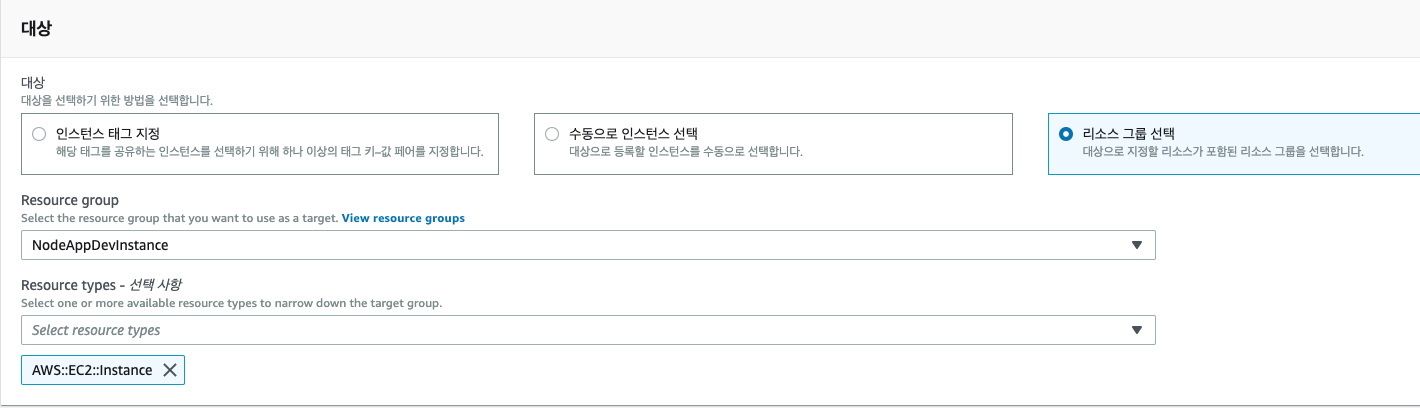 대상
대상
대상을 선택하기 위한 방법을 선택합니다.
인스턴스 태그 지정
해당 태그를 공유하는 인스턴스를 선택하기 위해 하나 이상의 태그 키-값 페어를 지정합니다.
수동으로 인스턴스 선택
대상으로 등록할 인스턴스를 수동으로 선택합니다.
리소스 그룹 선택
대상으로 지정할 리소스가 포함된 리소스 그룹을 선택합니다.
Resource group
Select the resource group that you want to use as a target. View resource groups
NodeAppDevInstance
Resource types - 선택 사항
Select one or more available resource types to narrow down the target group.
Select resource types
AWS::EC2::Instance